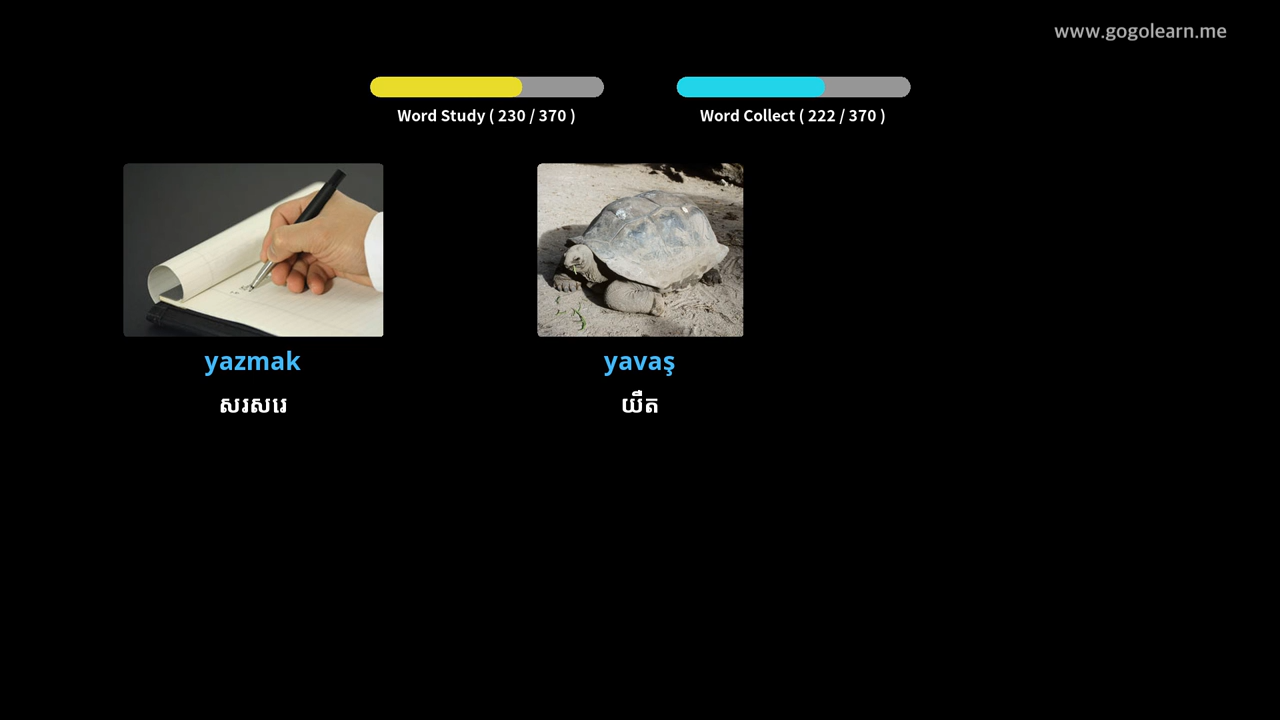 www.gogolearn.me
Word Study ( 230 / 370 )
Word Collect ( 222 / 370 )
yazmak
សរសរេ
yavaş
យឺត